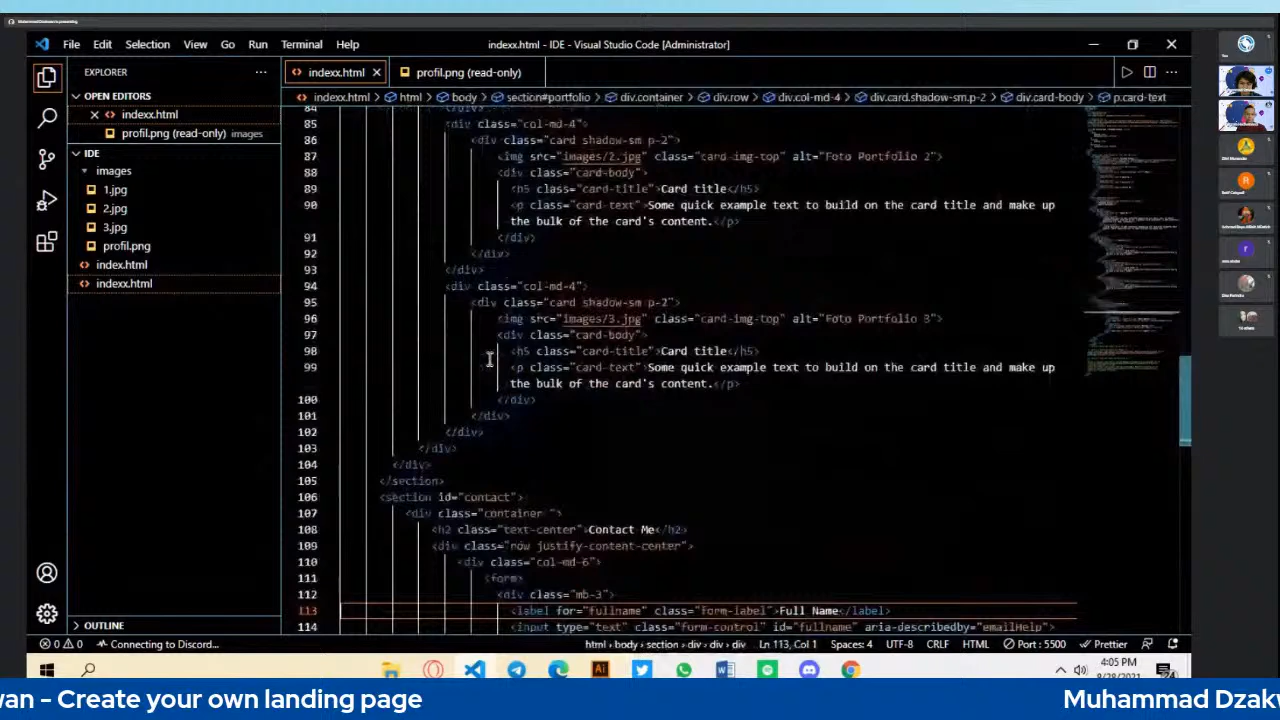 File Edit Selection View Go Run Terminal Help
indexx.html - IDE - Visual Studio Code [Administrator]
EXPLORER
OPEN EDITORS
indexx.html
profil.png (read-only) images
IDE
images
1.jpg
2.jpg
3.jpg
profil.png
index.html
indexx.html
OUTLINE
indexx.html
profil.png (read-only)
indexx.html > html > body > section#portfolio > div.container > div.row > div.col-md-4 > div.card.shadow-sm.p-2 > div.card-body > p.card-text
84 </div>
85 <div class="col-md-4">
86 <div class="card shadow-sm p-2">
87 <img src="images/2.jpg" class="card-img-top" alt="Foto Portfolio 2">
88 <div class="card-body">
89 <h5 class="card-title">Card title</h5>
90 <p class="card-text">Some quick example text to build on the card title and make up
the bulk of the card's content.</p>
91 </div>
92 </div>
93 </div>
94 <div class="col-md-4">
95 <div class="card shadow-sm p-2">
96 <img src="images/3.jpg" class="card-img-top" alt="Foto Portfolio 3">
97 <div class="card-body">
98 <h5 class="card-title">Card title</h5>
99 <p class="card-text">Some quick example text to build on the card title and make up
the bulk of the card's content.</p>
100 </div>
101 </div>
102 </div>
103 </div>
104 </div>
105 </section>
106 <section id="contact">
107 <div class="container ">
108 <h2 class="text-center">Contact Me</h2>
109 <div class="row justify-content-center">
110 <div class="col-md-6">
111 <form>
112 <div class="mb-3">
113 <label for="fullname" class="form-label">Full Name</label>
114 <input type="text" class="form-control" id="fullname" aria-describedby="emailHelp">
0 0 Connecting to Discord...
html > body > section > div > div > div
Ln 113, Col 1
Spaces: 4
UTF-8
CRLF
HTML
Port : 5500
Prettier
4:05 PM
8/28/2021
wan - Create your own landing page
Muhammad Dzakw